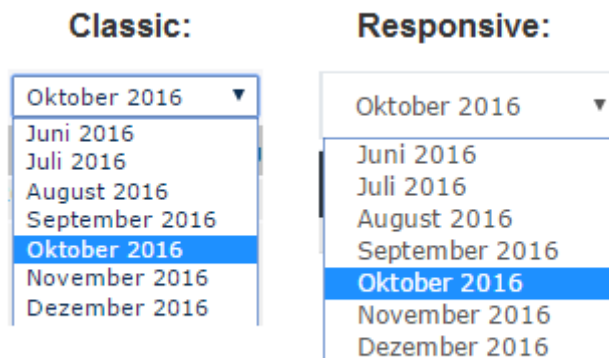 Classic:
Oktober 2016
Juni 2016
Juli 2016
August 2016
September 2016
Oktober 2016
November 2016
Dezember 2016
Responsive:
Oktober 2016
Juni 2016
Juli 2016
August 2016
September 2016
Oktober 2016
November 2016
Dezember 2016